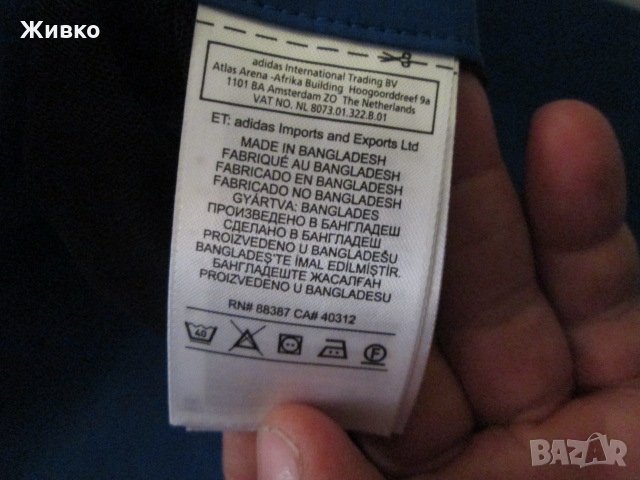 Живко
adidas International Trading BV
Atlas Arena -Afrika Building Hoogoorddreef 9a
1101 BA Amsterdam ZO The Netherlands
VAT NO. NL 8073.01.322.B.01
ET: adidas Imports and Exports Ltd
MADE IN BANGLADESH
FABRIQUÉ AU BANGLADESH
FABRICADO EN BANGLADESH
FABRICADO NO BANGLADESH
GYÁRTVA: BANGLADES
ПРОИЗВЕДЕНО В БАНГЛАДЕШ
СДЕЛАНО В БАНГЛАДЕШ
PROIZVEDENO U BANGLADEŠU
BANGLADEŞ'TE İMAL EDİLMİŞTİR.
БАНГЛАДЕШТЕ ЖАСАЛҒАН
PROIZVEDENO U BANGLADESU
RN# 88387 CA# 40312
40 F
BAZAR